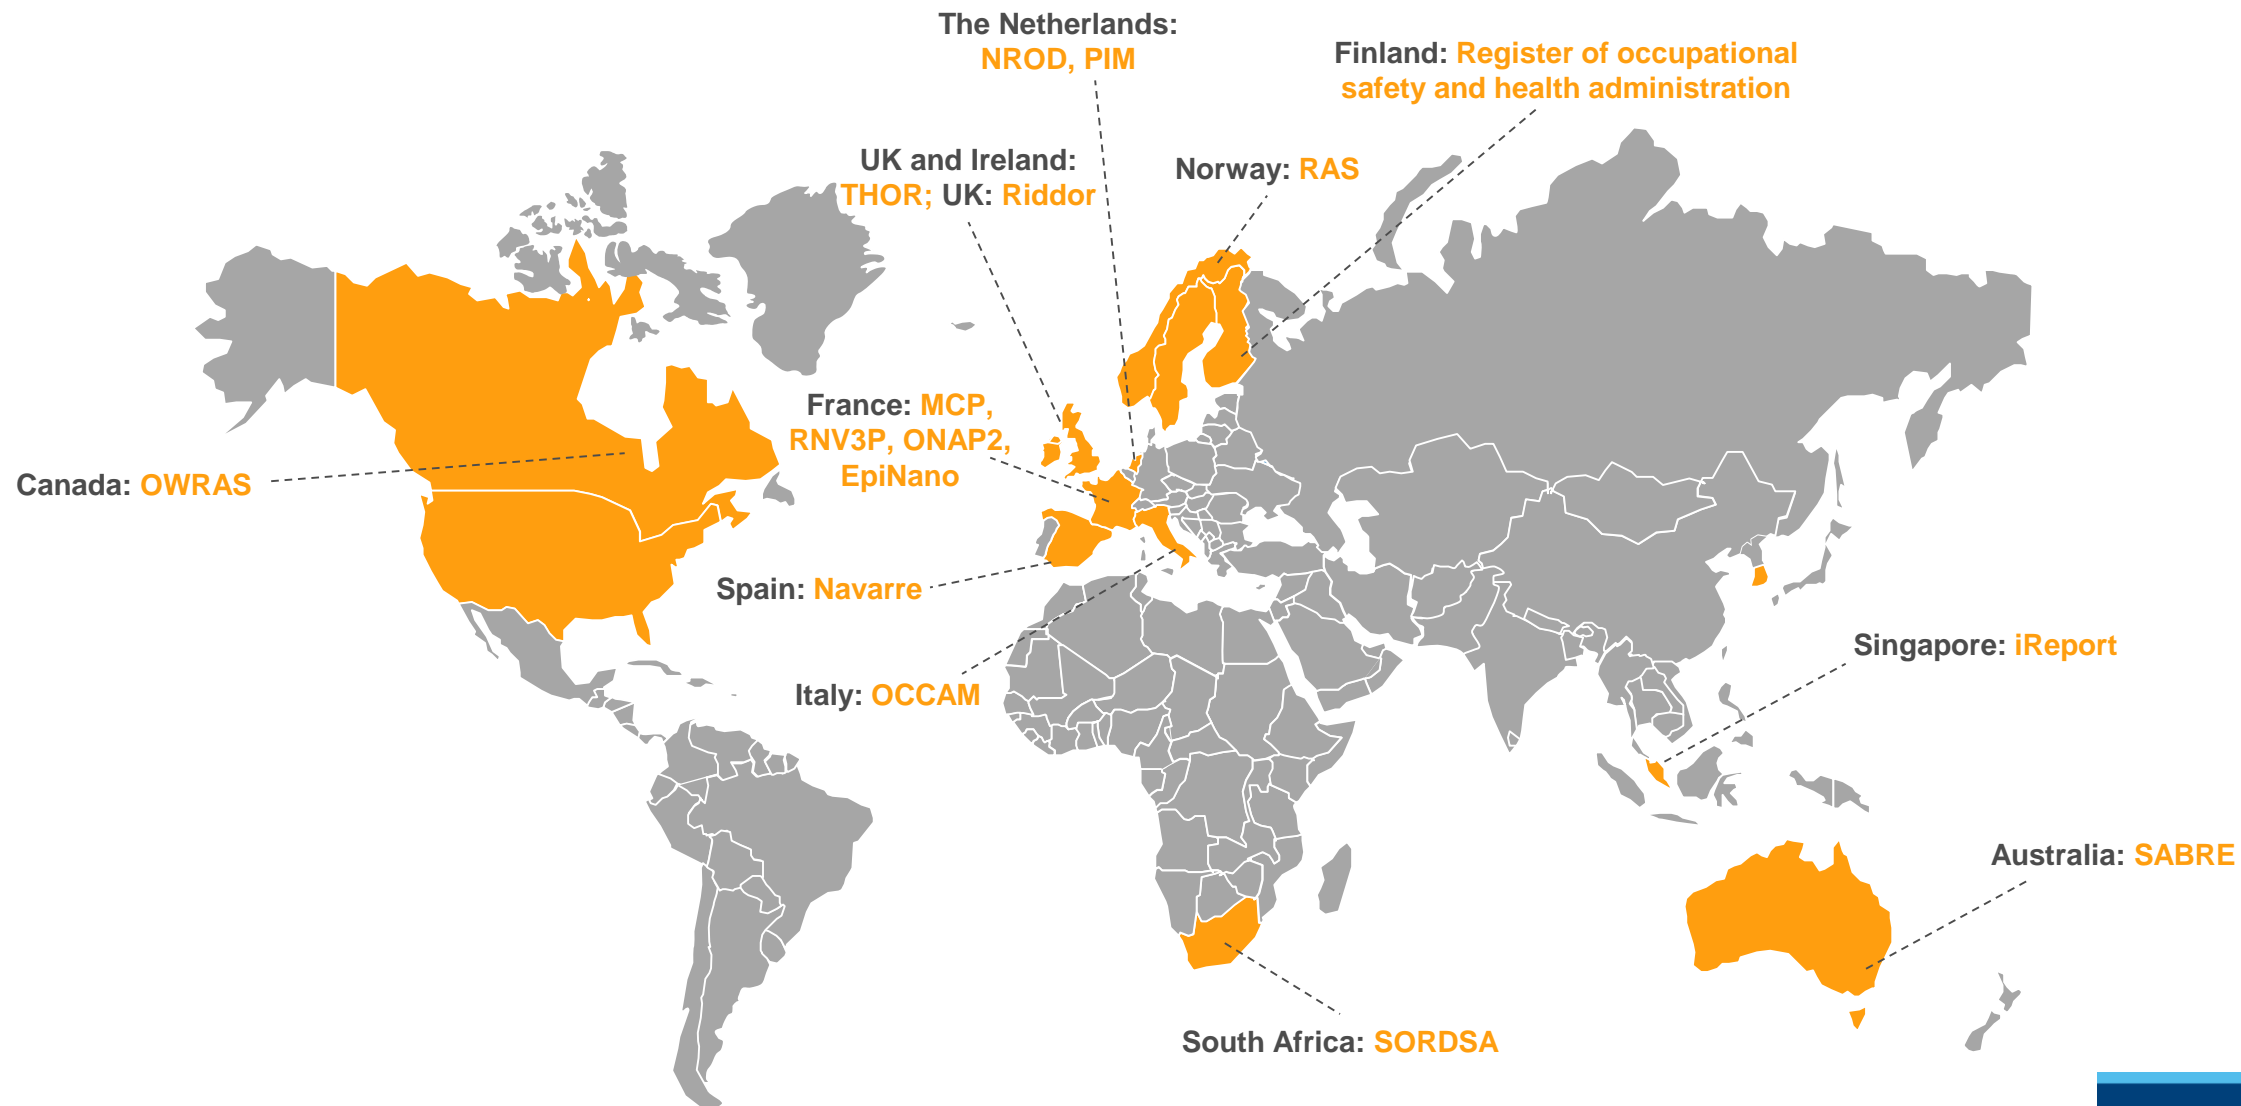 The Netherlands:
NROD, PIM
Finland: Register of occupational
safety and health administration
UK and Ireland:
THOR; UK: Riddor
Norway: RAS
France: MCP,
RNV3P, ONAP2,
EpiNano
Canada: OWRAS
Spain: Navarre
Singapore: iReport
Italy: OCCAM
Australia: SABRE
South Africa: SORDSA